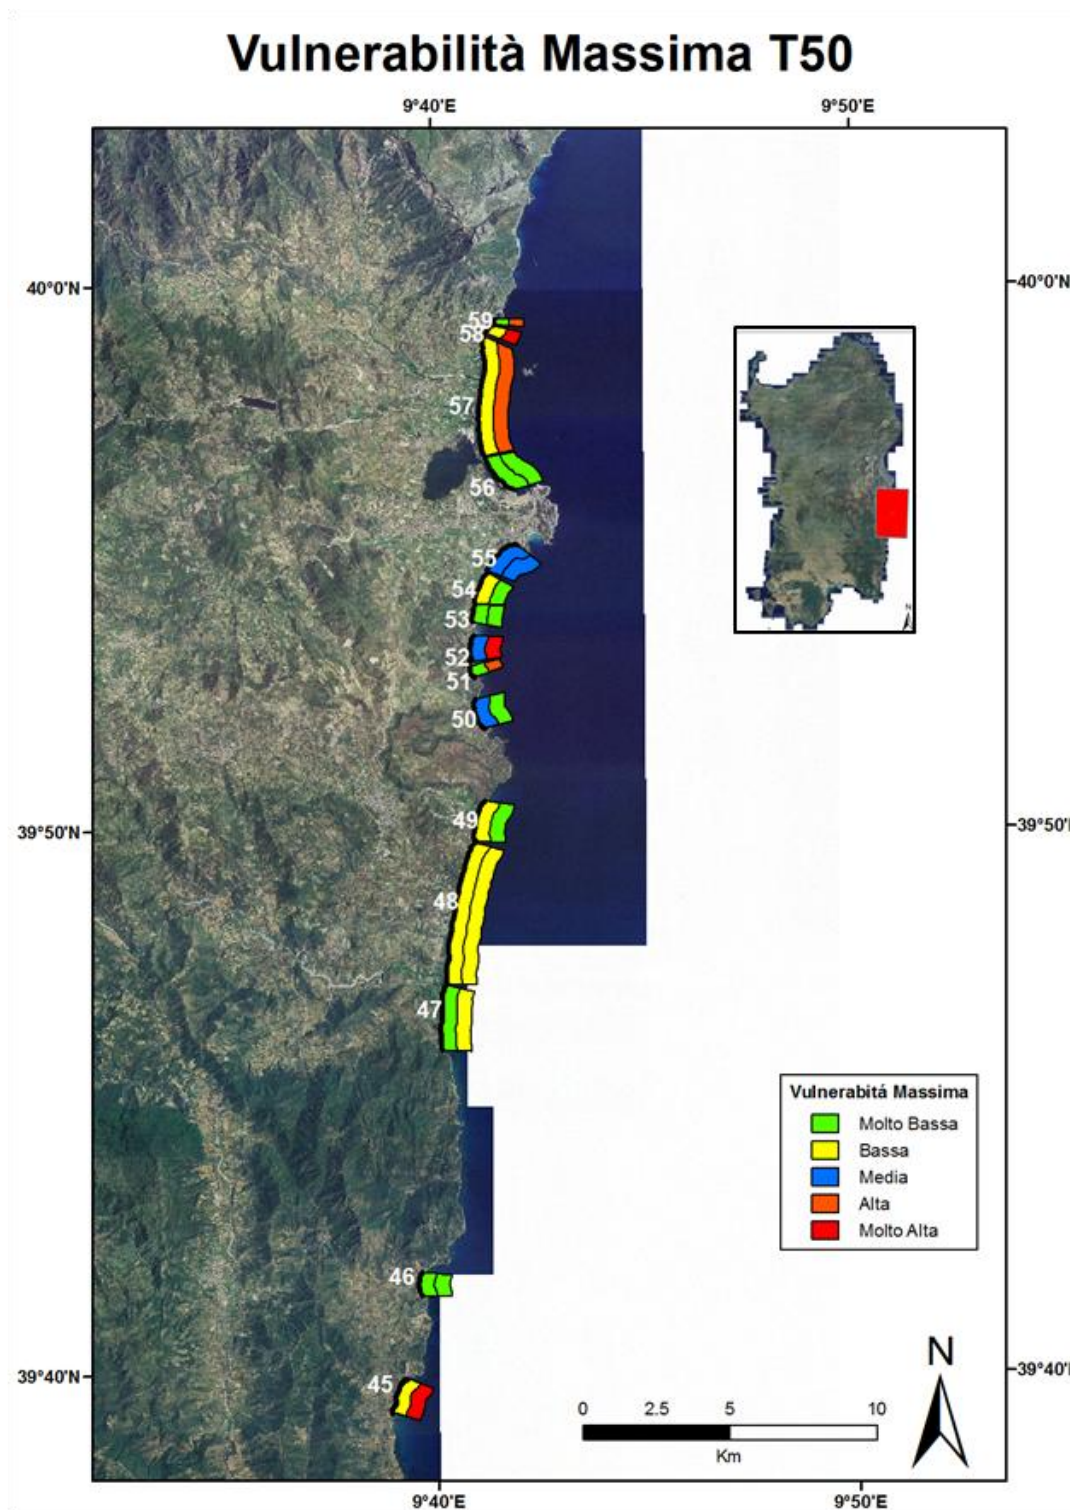 Vulnerabilità Massima T50
9°40'E
9°50'E
40°0'N
40°0'N
59
58
57
56
55
54
53
52
51
50
39°50'N
39°50'N
49
48
47
Vulnerabitá Massima
Molto Bassa
Bassa
Media
Alta
Molto Alta
46
45
39°40'N
39°40'N
N
0
2.5
5
10
Km
9°40'E
9°50'E